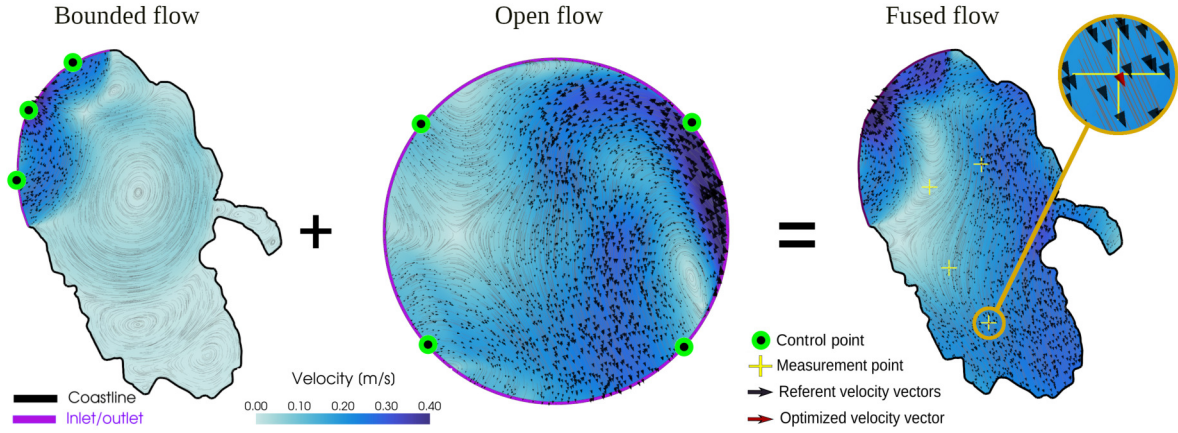 Bounded flow
Open flow
Fused flow
+
=
Coastline
Inlet/outlet
Velocity [m/s]
0.00 0.10 0.20 0.30 0.40
Control point
Measurement point
Referent velocity vectors
Optimized velocity vector